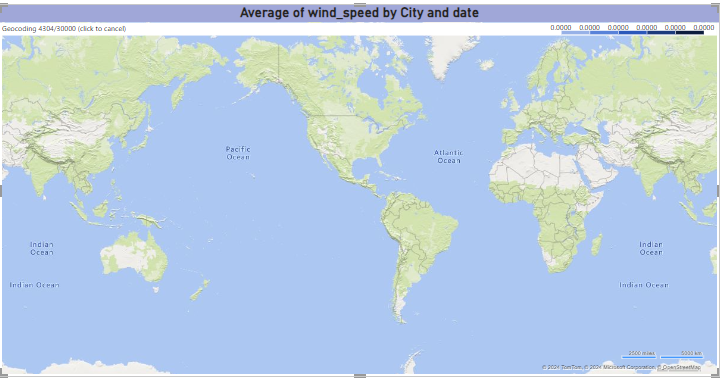 Average of wind_speed by City and date
Geocoding 4304/30000 (click to cancel)
0.0000 0.0000 0.0000 0.0000 0.0000 0.0000
Pacific
Ocean
Atlantic
Ocean
Indian
Ocean
Indian
Ocean
Indian Ocean
Indian Ocean
2500 miles 5000 km
© 2024 TomTom, © 2024 Microsoft Corporation, © OpenStreetMap